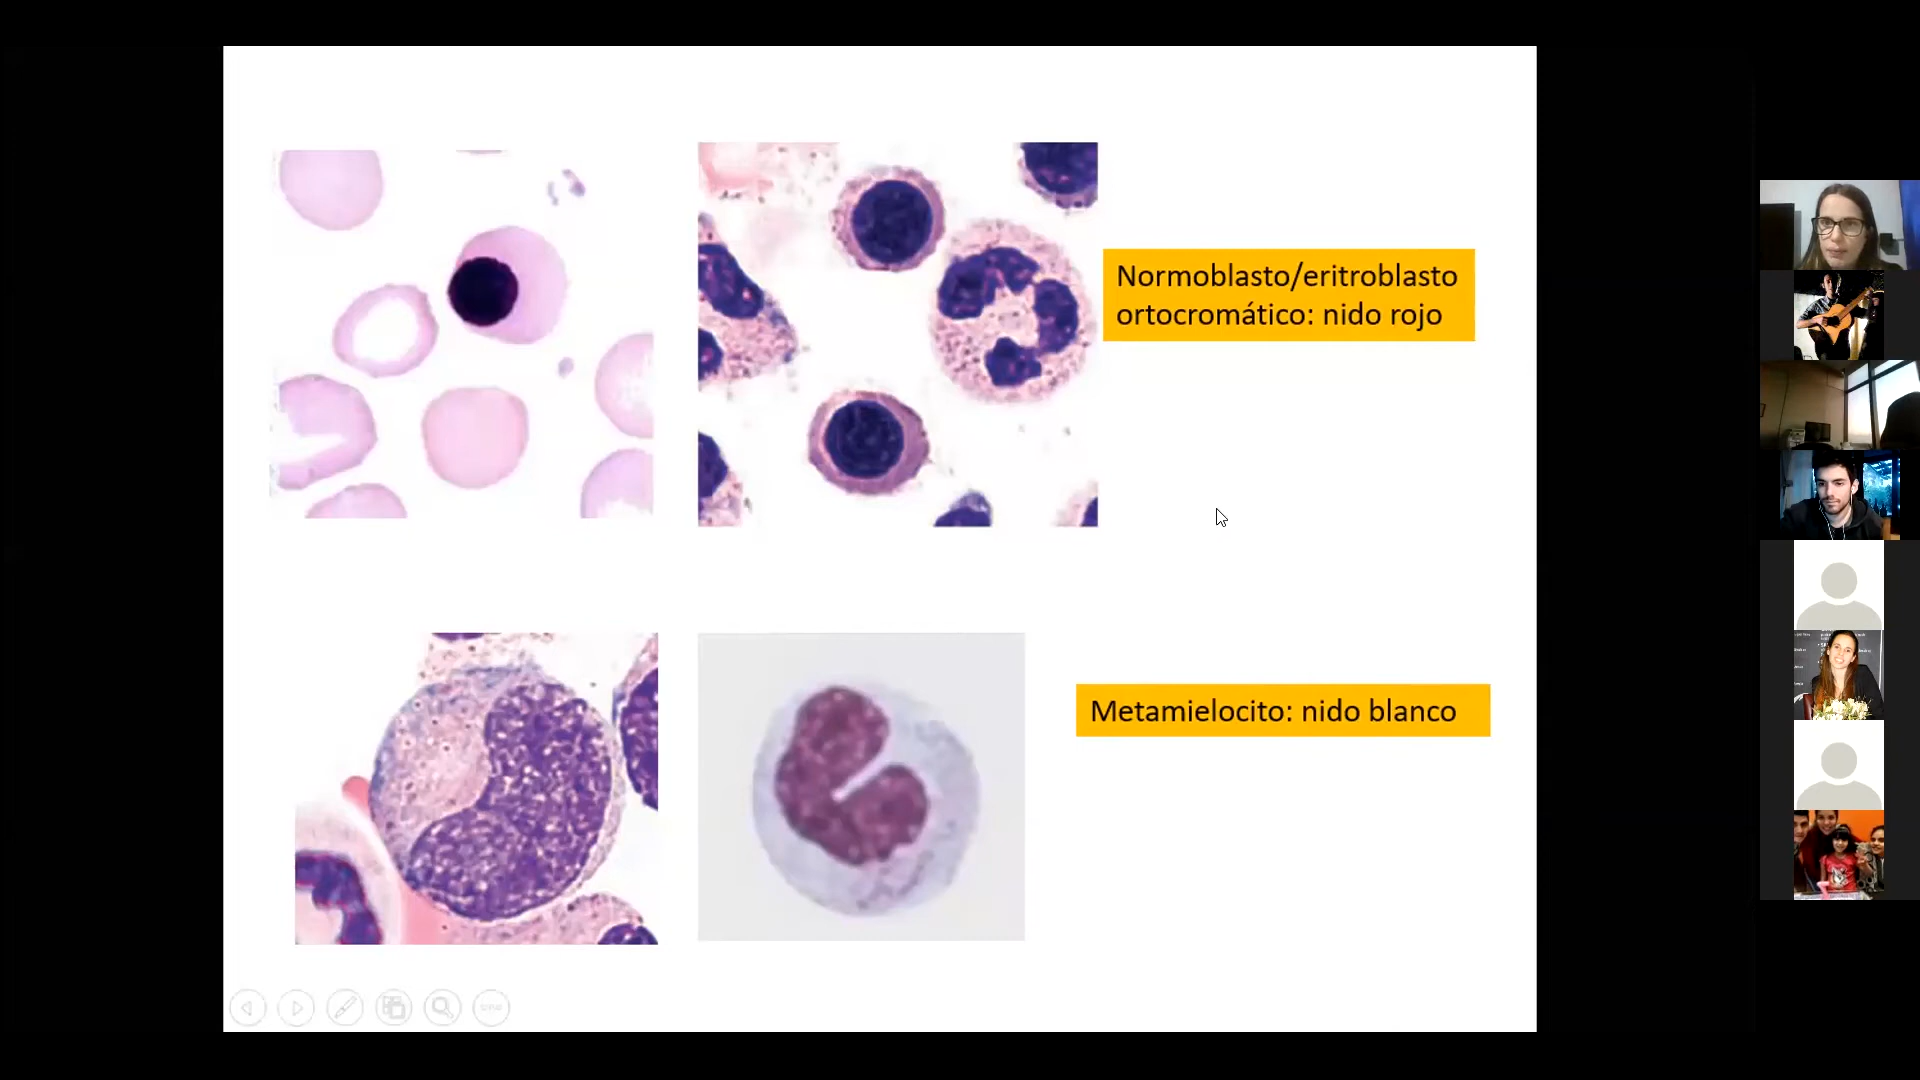 Normoblasto/eritroblasto
ortocromático: nido rojo
Metamielocito: nido blanco